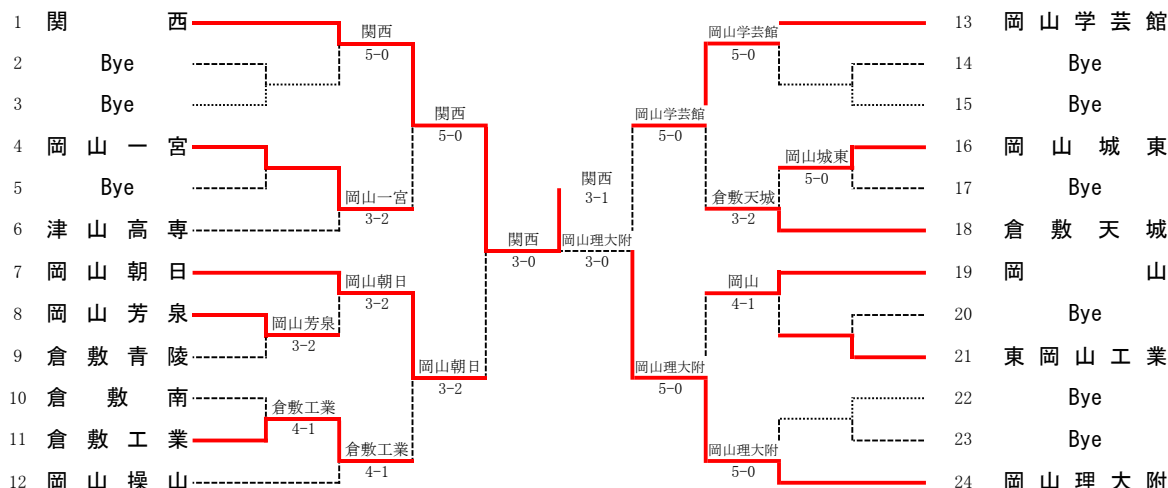 1 関西
2 Bye
3 Bye
4 岡山一宮
5 Bye
6 津山高専
7 岡山朝日
8 岡山芳泉
9 倉敷青陵
10 倉敷南
11 倉敷工業
12 岡山操山
関西
5-0
岡山一宮
3-2
岡山朝日
3-2
岡山芳泉
3-2
倉敷工業
4-1
倉敷工業
4-1
関西
5-0
岡山朝日
3-2
関西
3-0
関西
3-1
岡山理大附
3-0
岡山学芸館
5-0
岡山理大附
5-0
岡山学芸館
5-0
倉敷天城
3-2
岡山城東
5-0
岡山
4-1
岡山理大附
5-0
13 岡山学芸館
14 Bye
15 Bye
16 岡山城東
17 Bye
18 倉敷天城
19 岡山
20 Bye
21 東岡山工業
22 Bye
23 Bye
24 岡山理大附